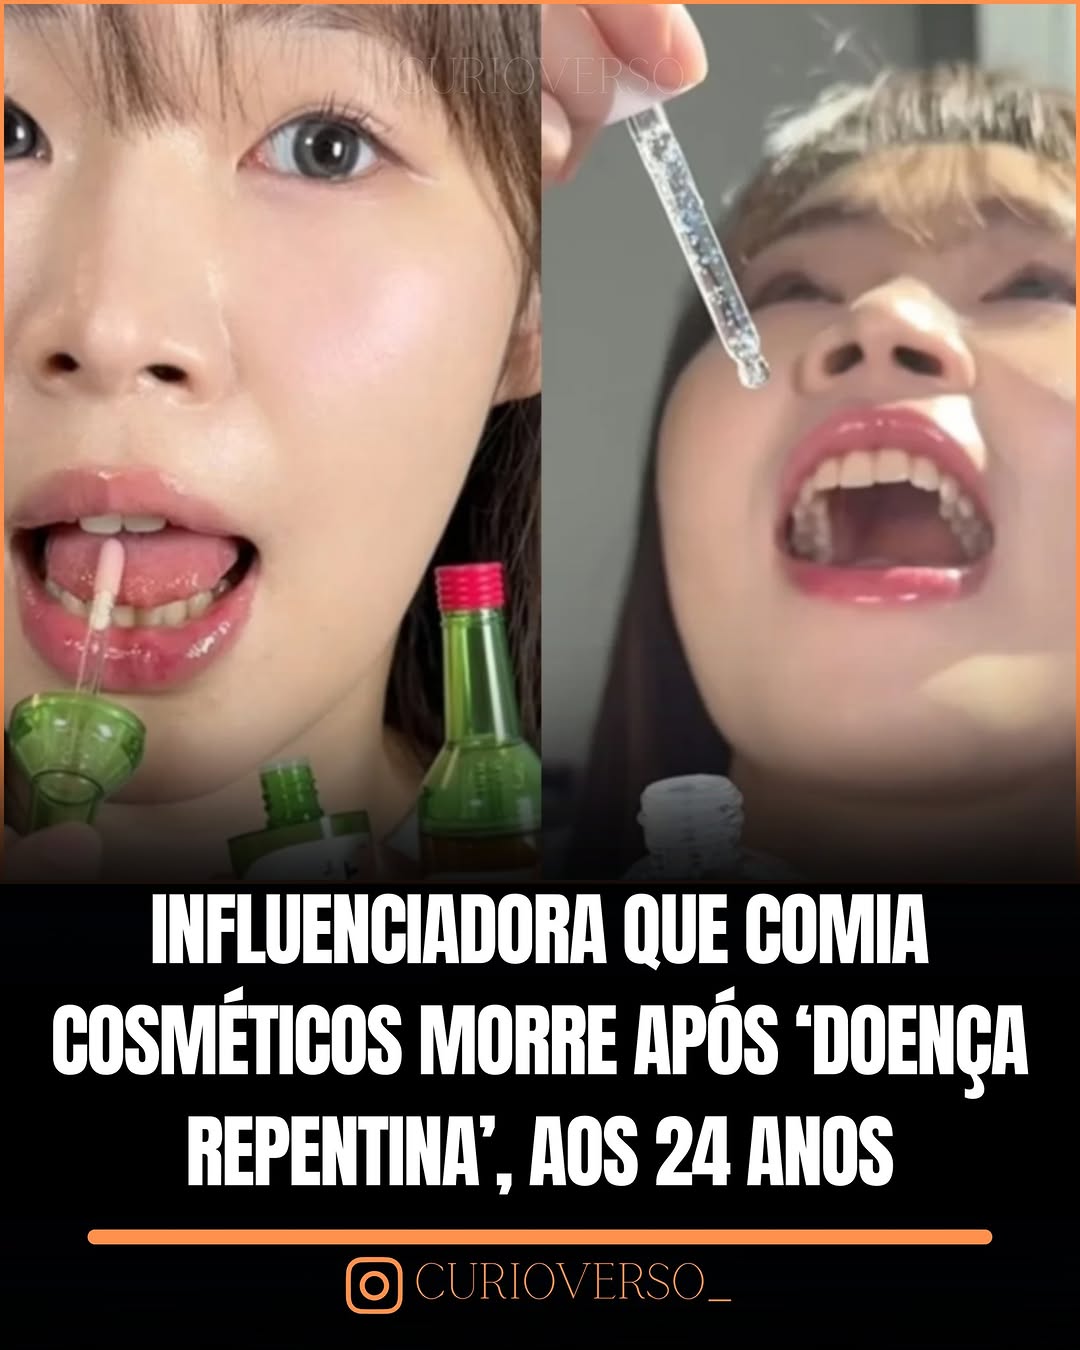 CURIOVERSO
INFLUENCIADORA QUE COMIA
COSMÉTICOS MORRE APÓS ‘DOENÇA
REPENTINA’, AOS 24 ANOS
CURIOVERSO_